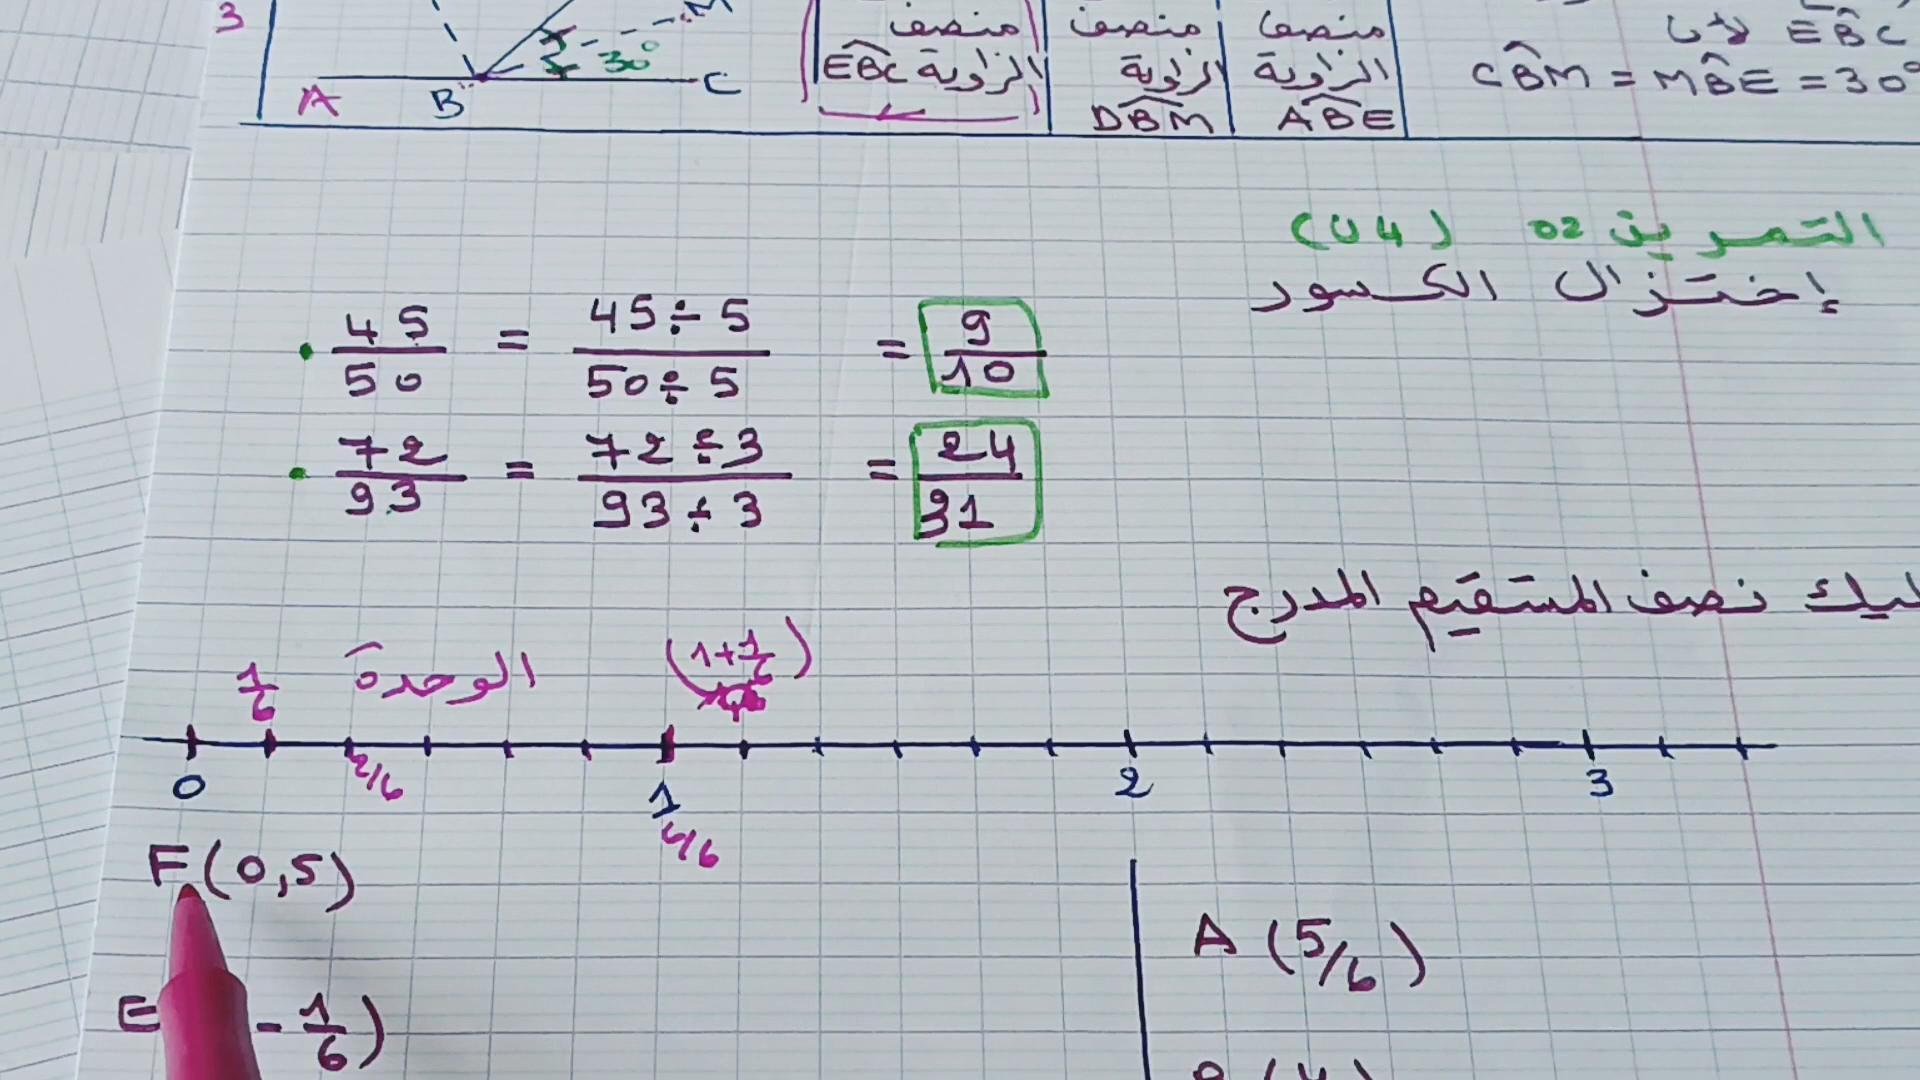 3
M
30°
A B C
منصف الزاوية EBC
منصف الزاوية DBM
منصف الزاوية ABE
EBC لأن
CBM = MBE = 30°
التمرين 02 (04)
إختزال الكسور
• 45/50 = 45÷5/50÷5 = 9/10
• 72/93 = 72÷3/93÷3 = 24/31
ليك نصف المستقيم المدرج
1/6 الوحدة (1+1/6)
0 2/6 1 2 3
6/6
F(0,5)
A (5/6)
E - 1/6)